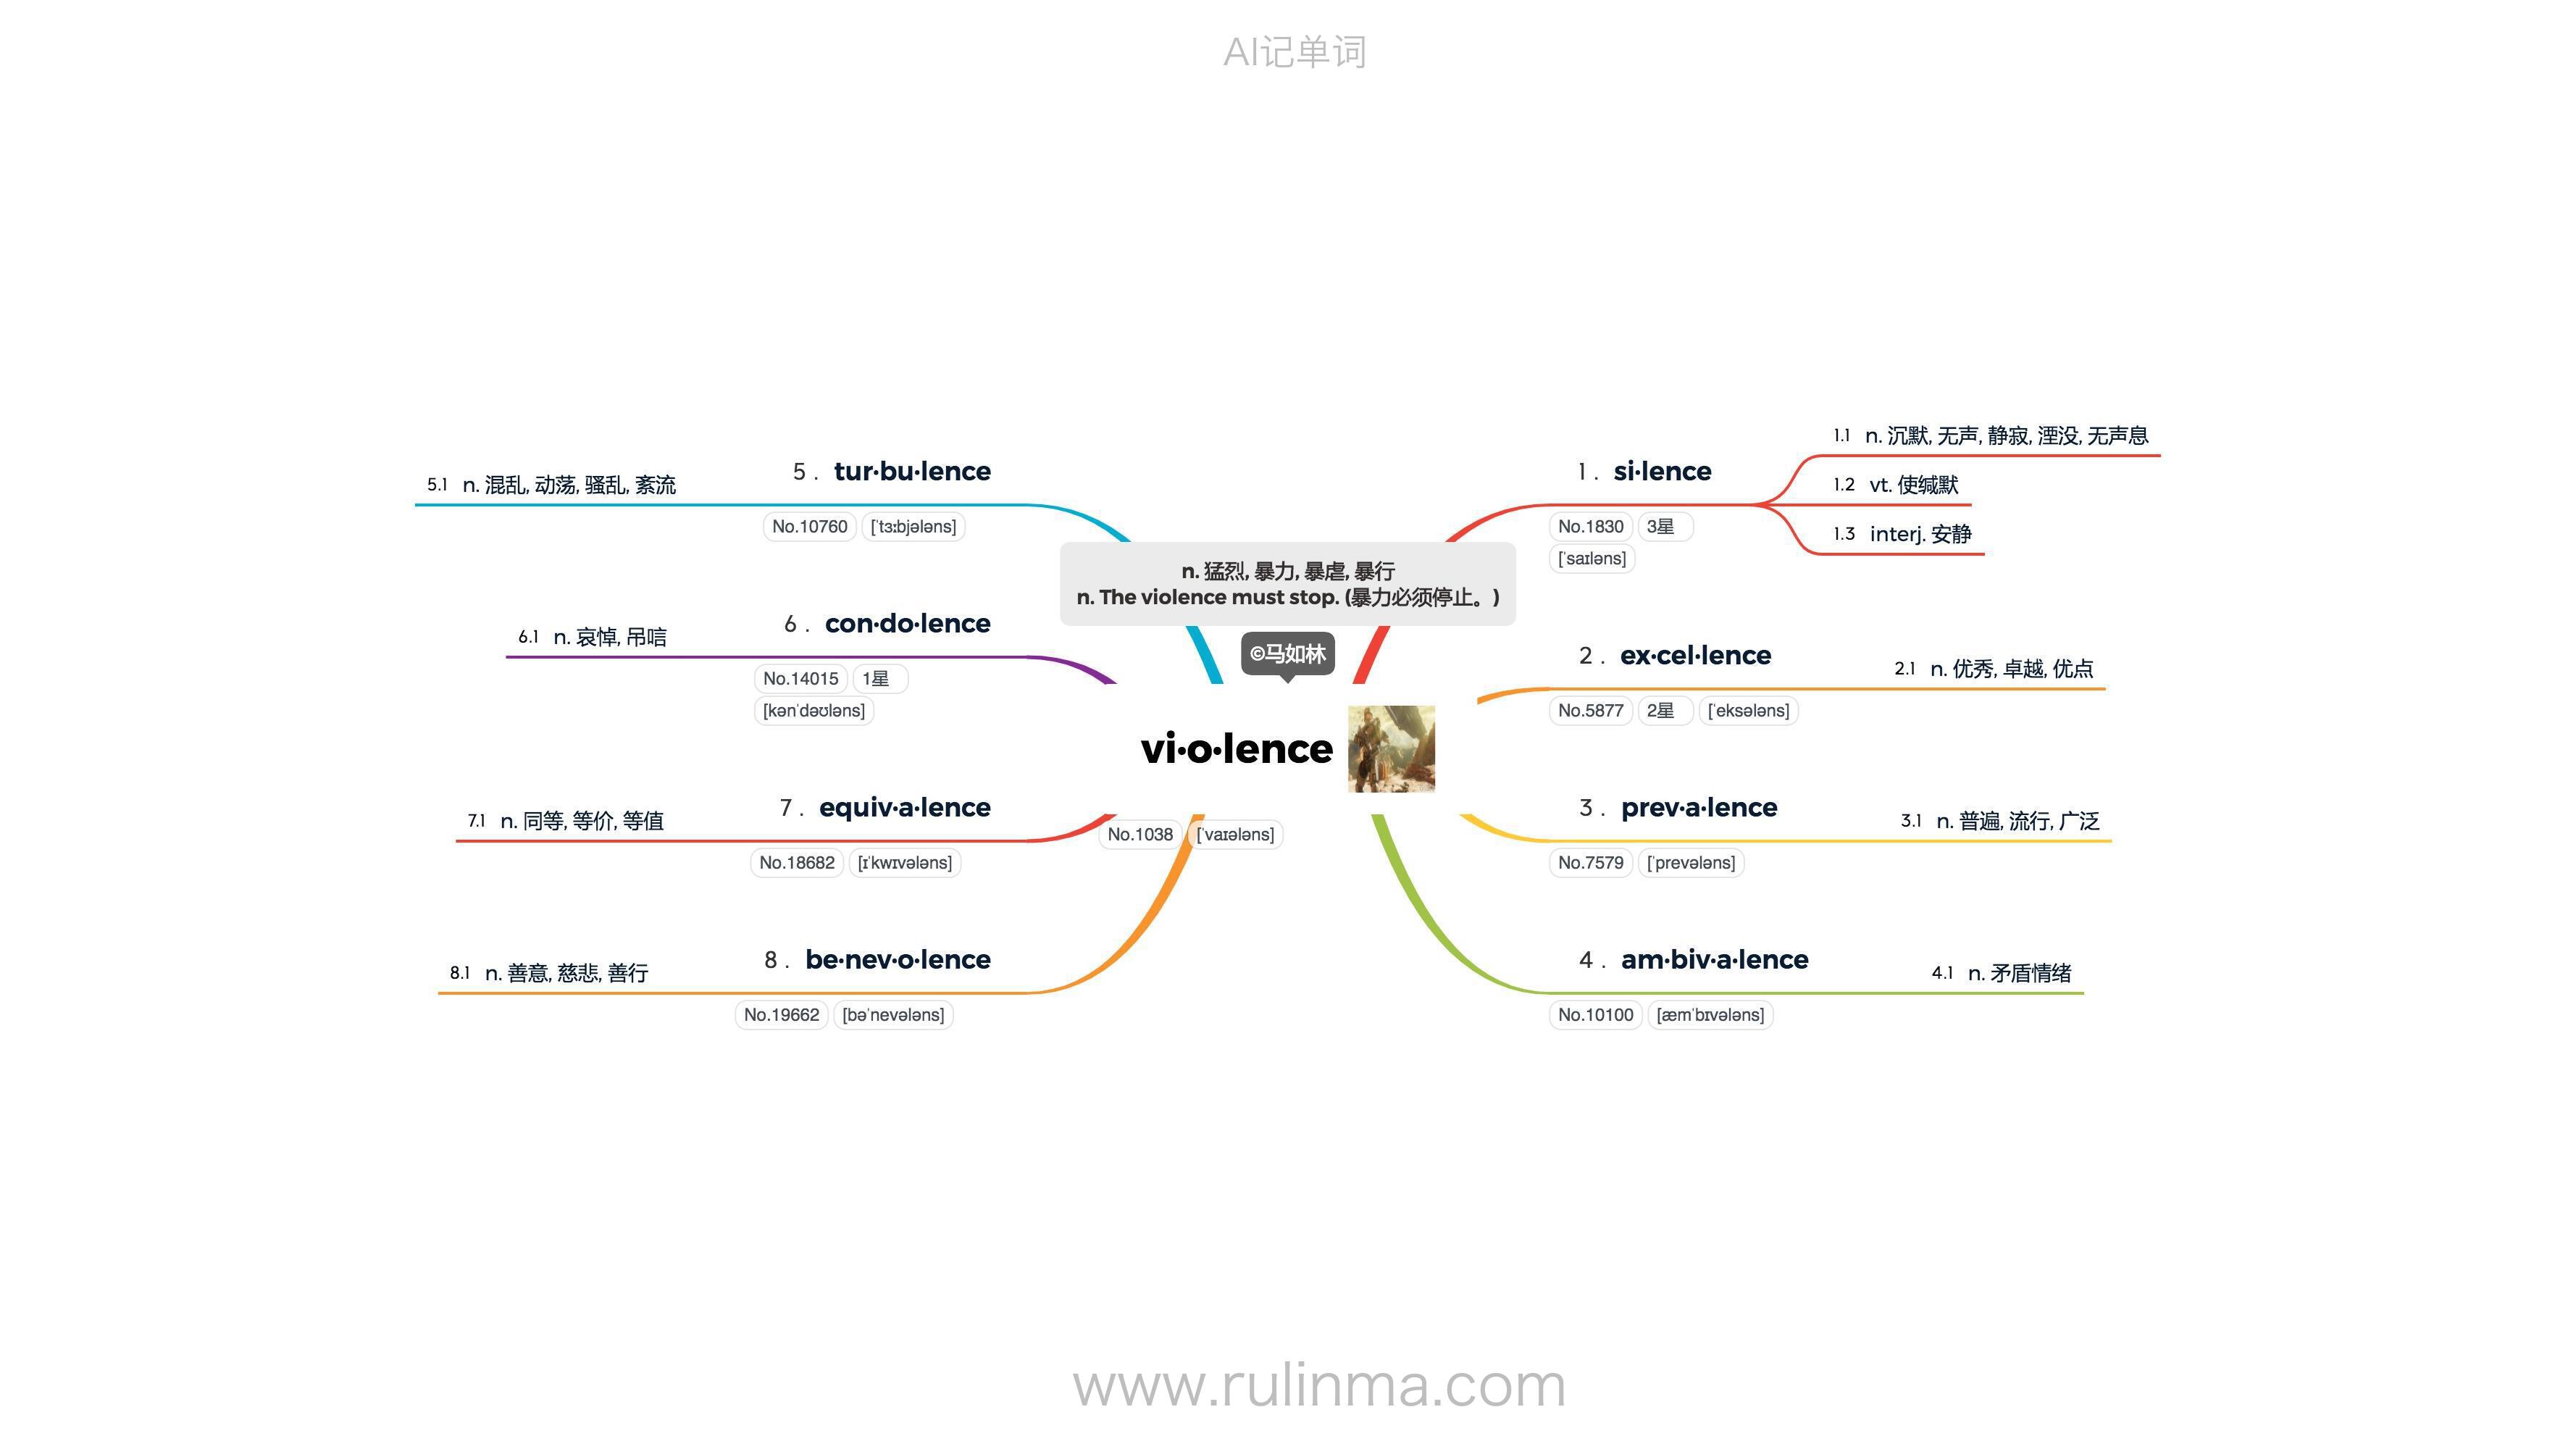 AI记单词
n. 猛烈, 暴力, 暴虐, 暴行
n. The violence must stop. (暴力必须停止。)
©马如林
vi·o·lence
No.1038 [ˈvaɪələns]
1 . si·lence
No.1830 3星
[ˈsaɪləns]
1.1 n. 沉默, 无声, 静寂, 湮没, 无声息
1.2 vt. 使缄默
1.3 interj. 安静
2 . ex·cel·lence
No.5877 2星 [ˈeksələns]
2.1 n. 优秀, 卓越, 优点
3 . prev·a·lence
No.7579 [ˈprevələns]
3.1 n. 普遍, 流行, 广泛
4 . am·biv·a·lence
No.10100 [æmˈbɪvələns]
4.1 n. 矛盾情绪
5 . tur·bu·lence
No.10760 [ˈtɜːbjələns]
5.1 n. 混乱, 动荡, 骚乱, 紊流
6 . con·do·lence
No.14015 1星
[kənˈdəʊləns]
6.1 n. 哀悼, 吊唁
7 . equiv·a·lence
No.18682 [ɪˈkwɪvələns]
7.1 n. 同等, 等价, 等值
8 . be·nev·o·lence
No.19662 [bəˈnevələns]
8.1 n. 善意, 慈悲, 善行
www.rulinma.com